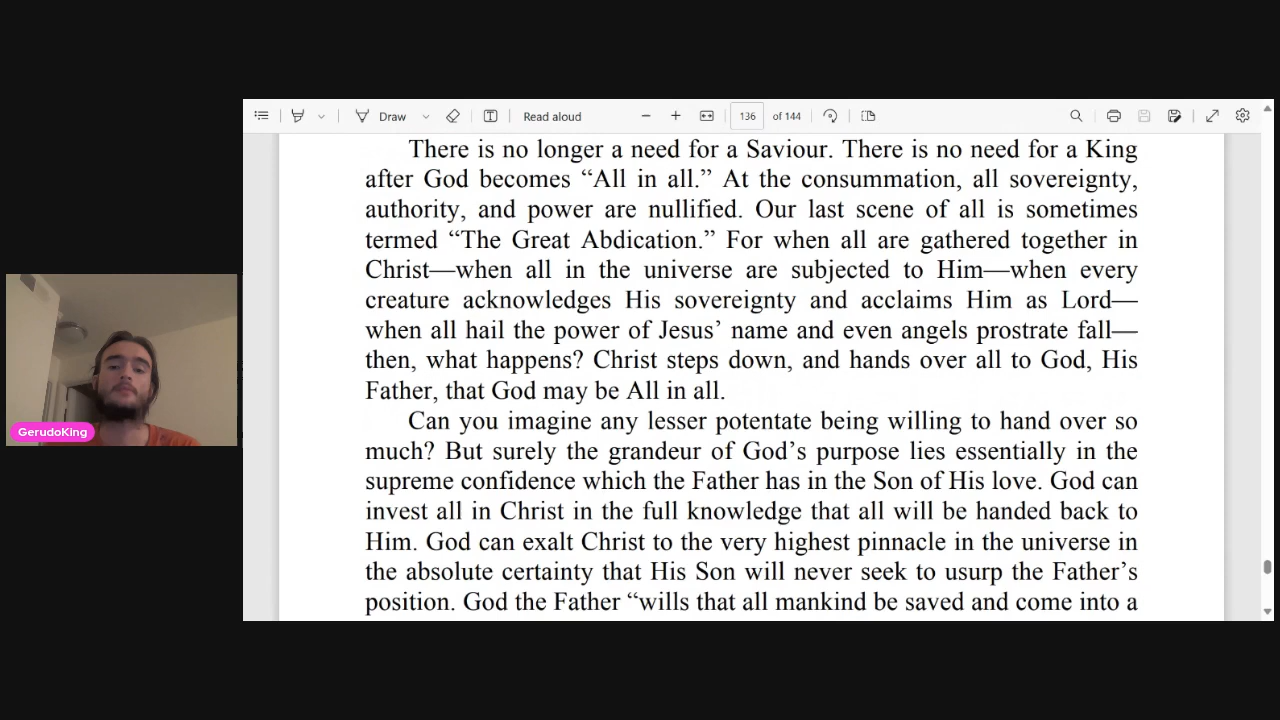 Draw
Read aloud
136 of 144
There is no longer a need for a Saviour. There is no need for a King
after God becomes “All in all.” At the consummation, all sovereignty,
authority, and power are nullified. Our last scene of all is sometimes
termed “The Great Abdication.” For when all are gathered together in
Christ—when all in the universe are subjected to Him—when every
creature acknowledges His sovereignty and acclaims Him as Lord—
when all hail the power of Jesus’ name and even angels prostrate fall—
then, what happens? Christ steps down, and hands over all to God, His
Father, that God may be All in all.
Can you imagine any lesser potentate being willing to hand over so
much? But surely the grandeur of God’s purpose lies essentially in the
supreme confidence which the Father has in the Son of His love. God can
invest all in Christ in the full knowledge that all will be handed back to
Him. God can exalt Christ to the very highest pinnacle in the universe in
the absolute certainty that His Son will never seek to usurp the Father’s
position. God the Father “wills that all mankind be saved and come into a
GerudoKing